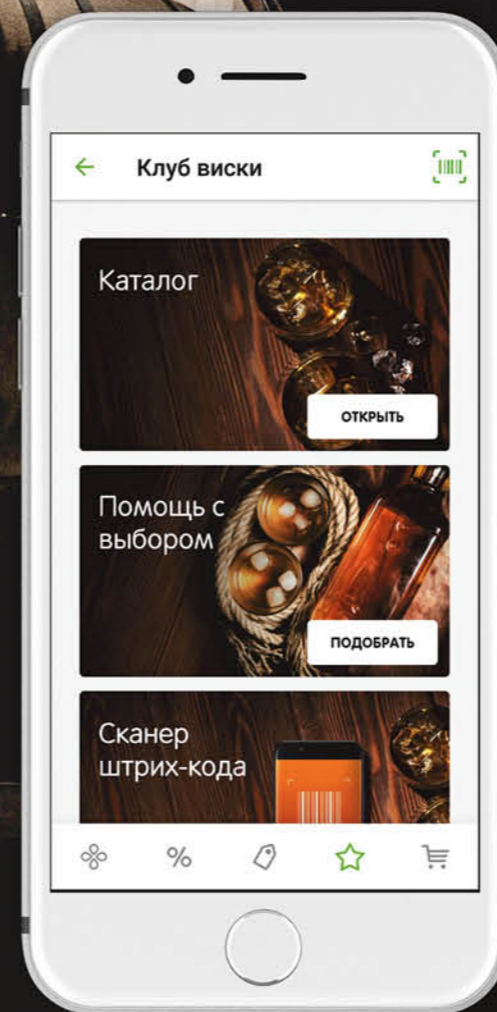 Клуб виски
Каталог
ОТКРЫТЬ
Помощь с
выбором
ПОДОБРАТЬ
Сканер
штрих-кода
%